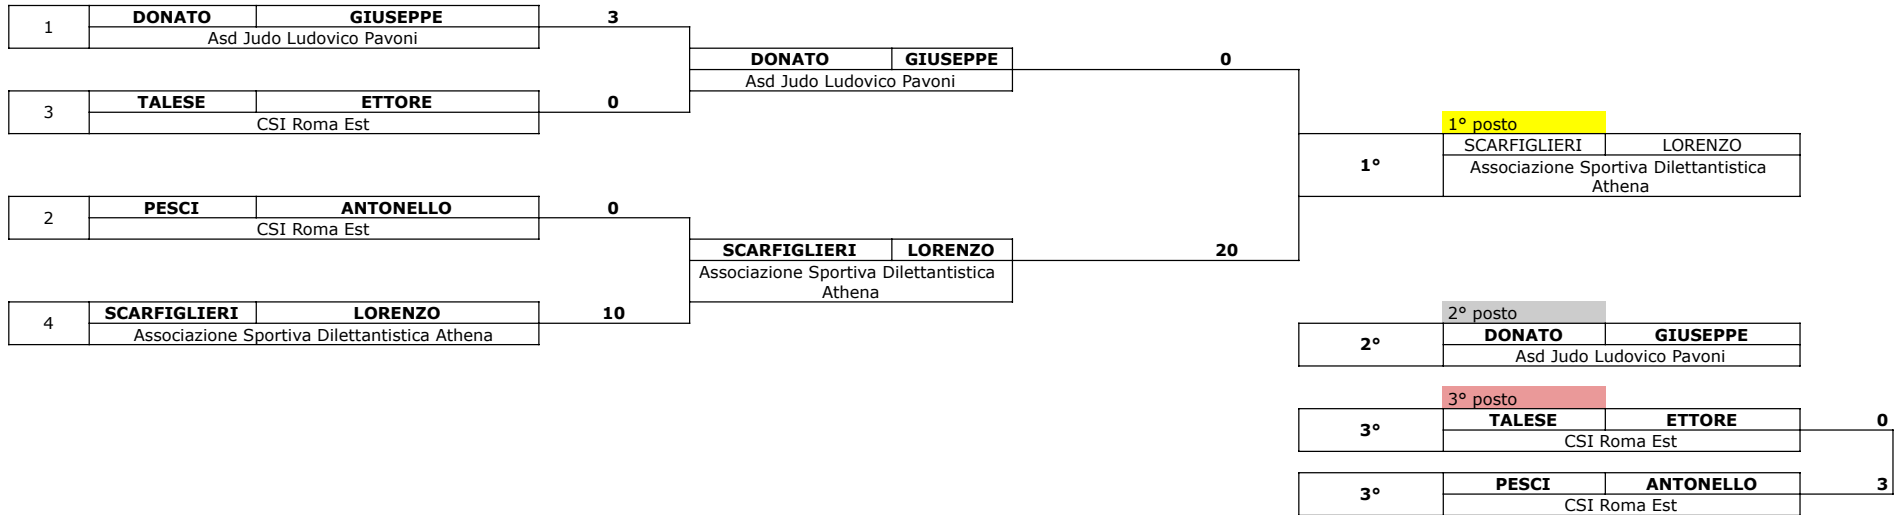 1 DONATO GIUSEPPE 3
Asd Judo Ludovico Pavoni
DONATO GIUSEPPE 0
Asd Judo Ludovico Pavoni
3 TALESE ETTORE 0
CSI Roma Est
1° posto
1° SCARFIGLIERI LORENZO
Associazione Sportiva Dilettantistica
Athena
2 PESCI ANTONELLO 0
CSI Roma Est
SCARFIGLIERI LORENZO 20
Associazione Sportiva Dilettantistica
Athena
4 SCARFIGLIERI LORENZO 10
Associazione Sportiva Dilettantistica Athena
2° posto
2° DONATO GIUSEPPE
Asd Judo Ludovico Pavoni
3° posto
3° TALESE ETTORE 0
CSI Roma Est
3° PESCI ANTONELLO 3
CSI Roma Est